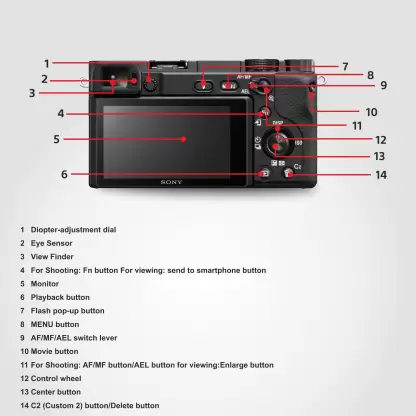 1
7
8
2
AF/MF
MENU
9
3
AEL
10
4
11
DISP
12
5
ISO
13
6
C2
14
SONY
1 Diopter-adjustment dial
2 Eye Sensor
3 View Finder
4 For Shooting: Fn button For viewing: send to smartphone button
5 Monitor
6 Playback button
7 Flash pop-up button
8 MENU button
9 AF/MF/AEL switch lever
10 Movie button
11 For Shooting: AF/MF button/AEL button for viewing:Enlarge button
12 Control wheel
13 Center button
14 C2 (Custom 2) button/Delete button